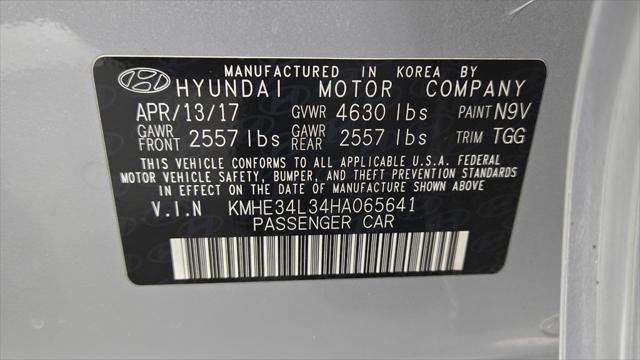 MANUFACTURED IN KOREA BY
HYUNDAI MOTOR COMPANY
APR/13/17 GVWR 4630 lbs PAINT N9V
GAWR FRONT 2557 lbs GAWR REAR 2557 lbs TRIM TGG
THIS VEHICLE CONFORMS TO ALL APPLICABLE U.S.A. FEDERAL
MOTOR VEHICLE SAFETY, BUMPER, AND THEFT PREVENTION STANDARDS
IN EFFECT ON THE DATE OF MANUFACTURE SHOWN ABOVE.
V.I.N KMHE34L34HA065641
PASSENGER CAR